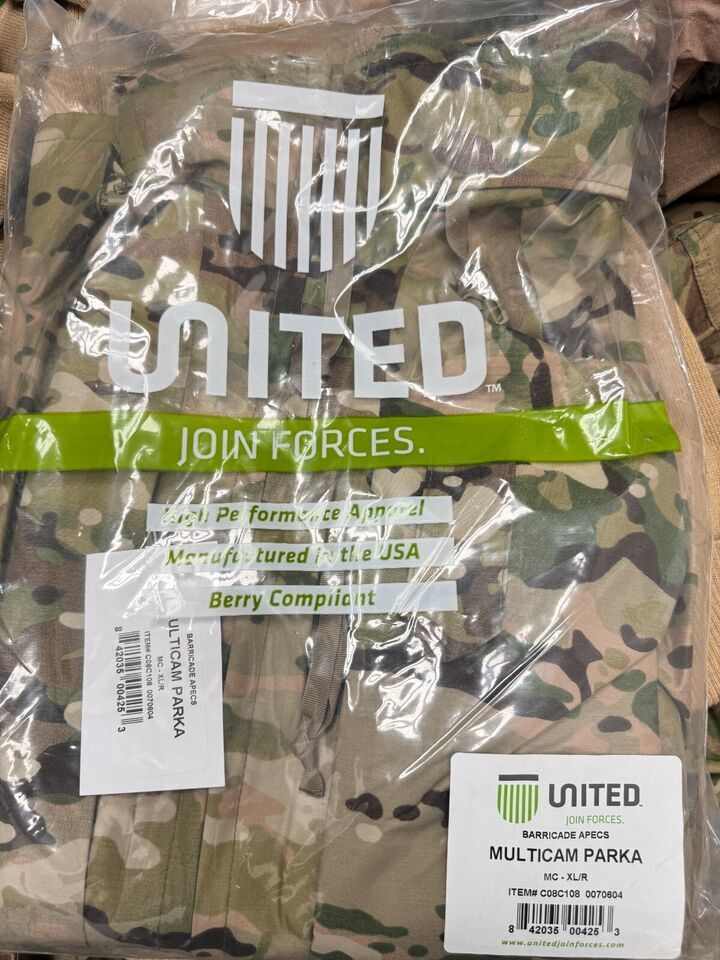 UNITED™
JOIN FORCES.
High Performance Apparel
Manufactured in the USA
Berry Compliant
BARRICADE APECS
MULTICAM PARKA
MC - XL/R
ITEM# C08C108 0070604
8 42035 00425 3
UNITED™
JOIN FORCES.
BARRICADE APECS
MULTICAM PARKA
MC - XL/R
ITEM# C08C108 0070604
8 42035 00425 3
www.unitedjoinforces.com